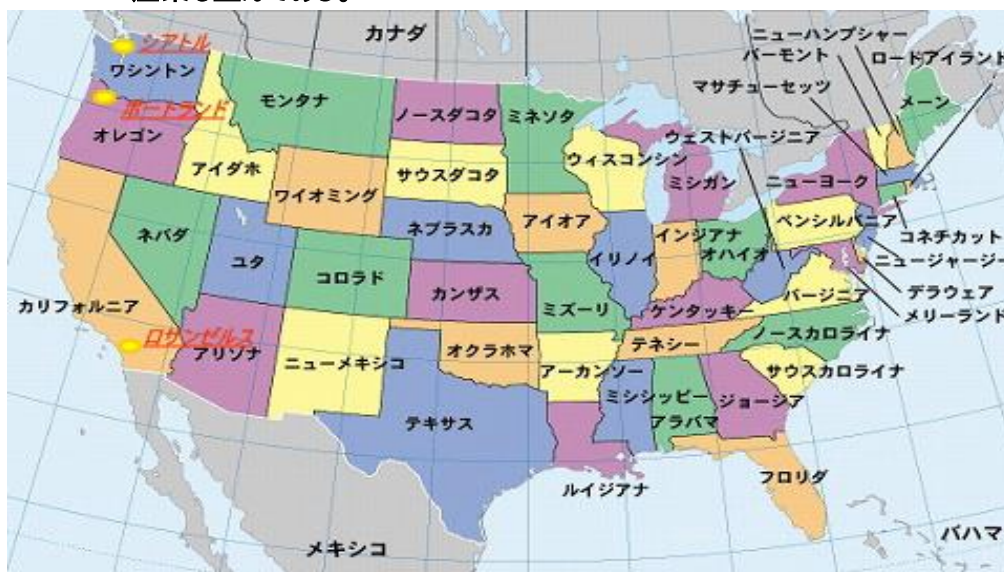 カナダ
シアトル
ワシントン
ポートランド
オレゴン
モンタナ
アイダホ
ワイオミング
ノースダコタ
サウスダコタ
ミネソタ
ウィスコンシン
ミシガン
ニューハンプシャー
バーモント
ロードアイランド
マサチューセッツ
メーン
ウェストバージニア
ニューヨーク
ペンシルバニア
コネチカット
ニュージャージー
デラウェア
メリーランド
ネバダ
ユタ
コロラド
ネブラスカ
アイオア
イリノイ
インジアナ
オハイオ
カリフォルニア
カンザス
ミズーリ
ケンタッキー
バージニア
ロサンゼルス
アリゾナ
ニューメキシコ
オクラホマ
アーカンソー
テネシー
ノースカロライナ
サウスカロライナ
テキサス
ミシシッピー
アラバマ
ジョージア
ルイジアナ
フロリダ
メキシコ
バハマ